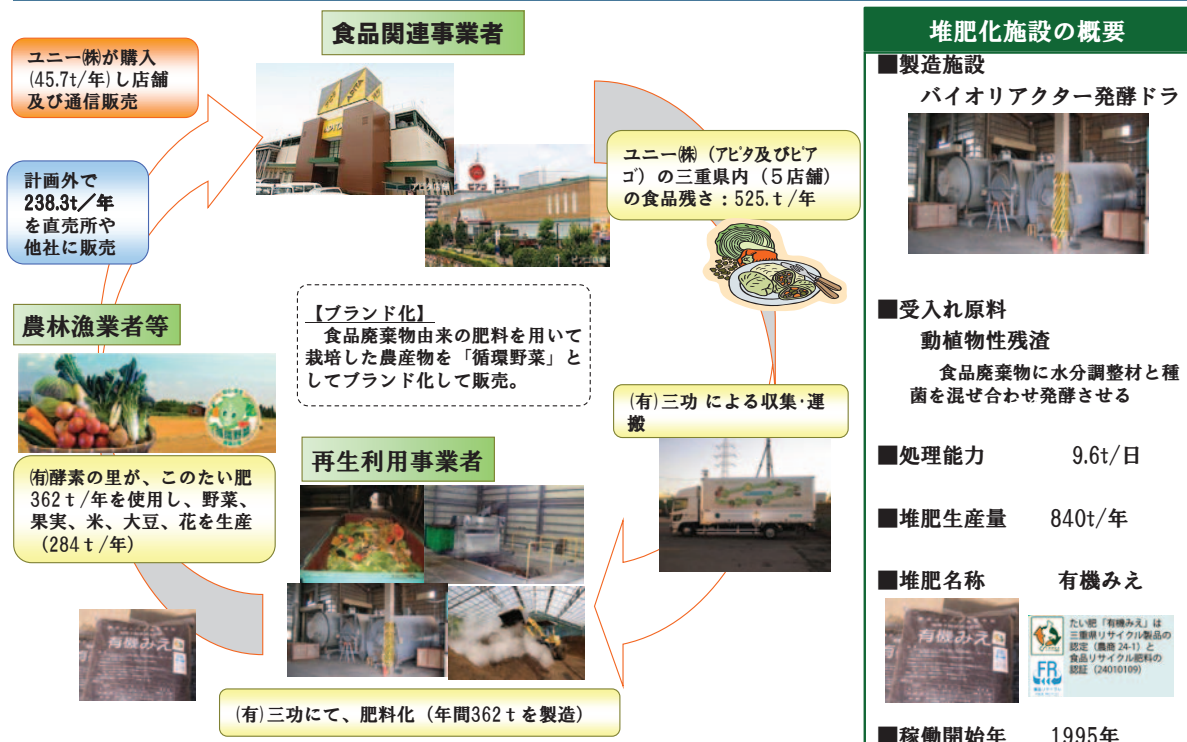 食品関連事業者
ユニー㈱が購入
(45.7t/年)し店舗
及び通信販売
計画外で
238.3t／年
を直売所や
他社に販売
APITA
ピアゴ店舗
ユニー㈱（アピタ及びピア
ゴ）の三重県内（５店舗）
の食品残さ：525.ｔ/年
【ブランド化】
食品廃棄物由来の肥料を用いて
栽培した農産物を「循環野菜」と
してブランド化して販売。
農林漁業者等
㈲酵素の里が、このたい肥
362ｔ/年を使用し、野菜、
果実、米、大豆、花を生産
（284ｔ/年）
(有)三功 による収集･運
搬
再生利用事業者
有機みえ
(有)三功にて、肥料化（年間362ｔを製造）
堆肥化施設の概要
■製造施設
バイオリアクター発酵ドラ
■受入れ原料
動植物性残渣
食品廃棄物に水分調整材と種
菌を混ぜ合わせ発酵させる
■処理能力 9.6t/日
■堆肥生産量 840t/年
■堆肥名称 有機みえ
有機みえ
たい肥「有機みえ」は
三重県リサイクル製品の
認定（農商 24-1）と
食品リサイクル肥料の
認証（24010109）
FR
■稼働開始年 1995年